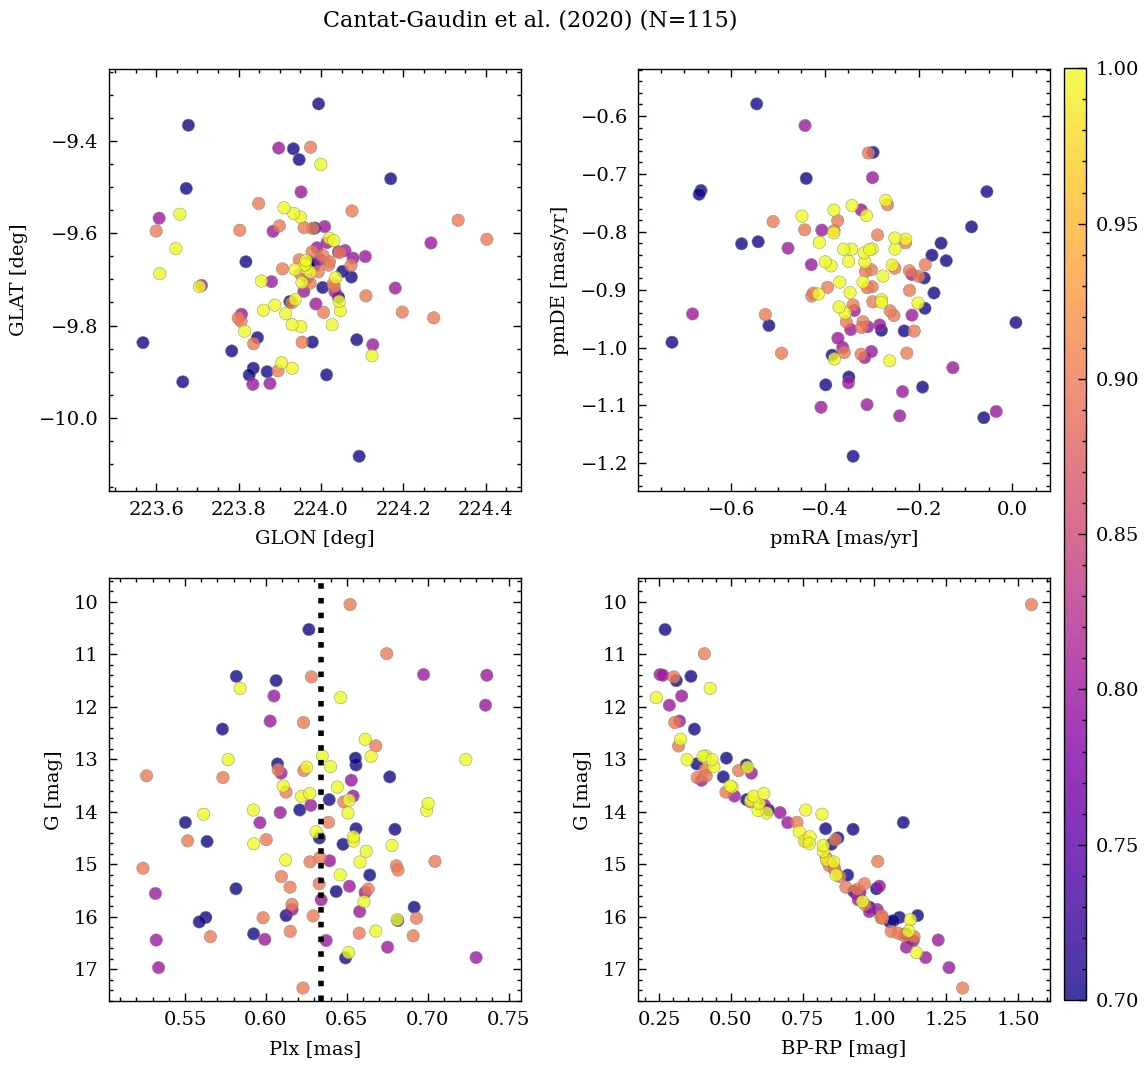 Cantat-Gaudin et al. (2020) (N=115)
−9.4
−9.6
−9.8
−10.0
GLAT [deg]
223.6 223.8 224.0 224.2 224.4
GLON [deg]
−0.6
−0.7
−0.8
−0.9
−1.0
−1.1
−1.2
pmDE [mas/yr]
−0.6 −0.4 −0.2 0.0
pmRA [mas/yr]
10
11
12
13
14
15
16
17
G [mag]
0.55 0.60 0.65 0.70 0.75
Plx [mas]
10
11
12
13
14
15
16
17
G [mag]
0.25 0.50 0.75 1.00 1.25 1.50
BP-RP [mag]
1.00
0.95
0.90
0.85
0.80
0.75
0.70